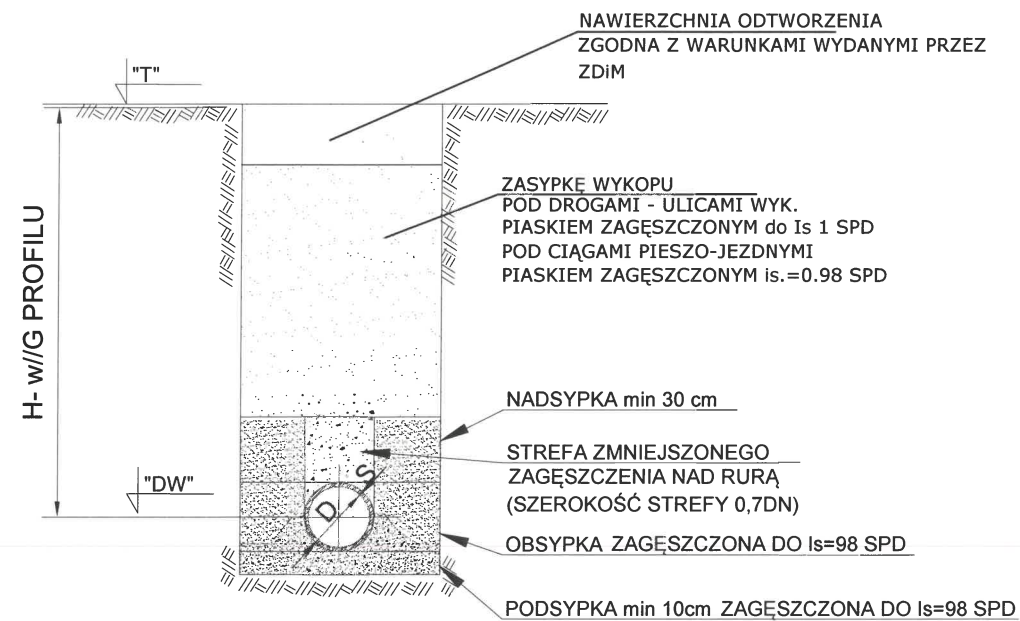 NAWIERZCHNIA ODTWORZENIA
ZGODNA Z WARUNKAMI WYDANYMI PRZEZ
ZDiM
"T"
ZASYPKĘ WYKOPU
POD DROGAMI - ULICAMI WYK.
PIASKIEM ZAGĘSZCZONYM do Is 1 SPD
POD CIĄGAMI PIESZO-JEZDNYMI
PIASKIEM ZAGĘSZCZONYM is.=0.98 SPD
H- w//G PROFILU
NADSYPKA min 30 cm
STREFA ZMNIEJSZONEGO
ZAGĘSZCZENIA NAD RURĄ
(SZEROKOŚĆ STREFY 0,7DN)
"DW"
S
D
OBSYPKA ZAGĘSZCZONA DO Is=98 SPD
PODSYPKA min 10cm ZAGĘSZCZONA DO Is=98 SPD